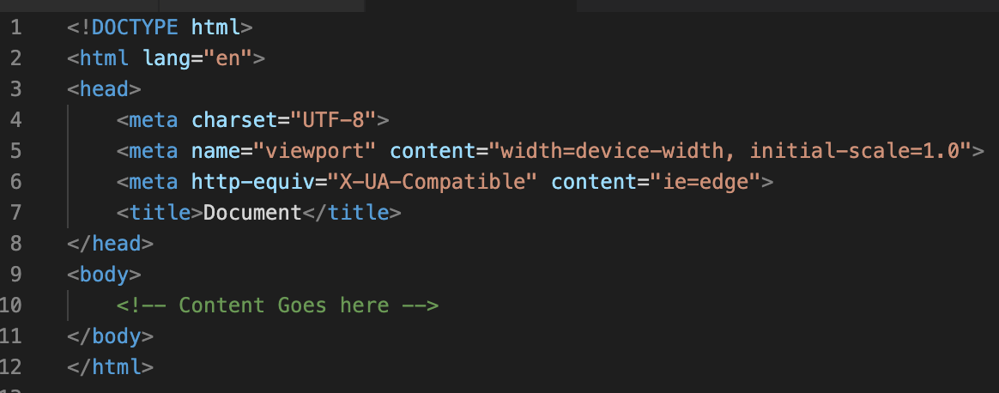 1 <!DOCTYPE html>
2 <html lang="en">
3 <head>
4     <meta charset="UTF-8">
5     <meta name="viewport" content="width=device-width, initial-scale=1.0">
6     <meta http-equiv="X-UA-Compatible" content="ie=edge">
7     <title>Document</title>
8 </head>
9 <body>
10     <!-- Content Goes here -->
11 </body>
12 </html>